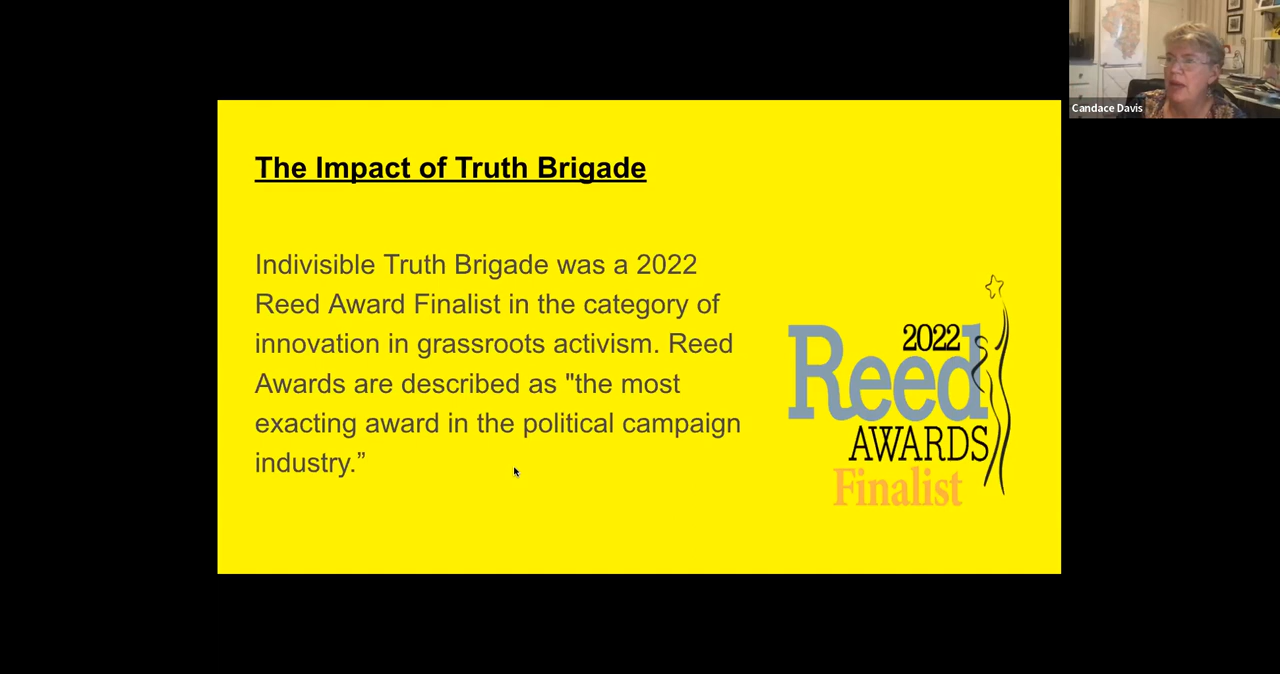 Candace Davis
The Impact of Truth Brigade
Indivisible Truth Brigade was a 2022
Reed Award Finalist in the category of
innovation in grassroots activism. Reed
Awards are described as "the most
exacting award in the political campaign
industry.”
2022
Reed
AWARDS
Finalist